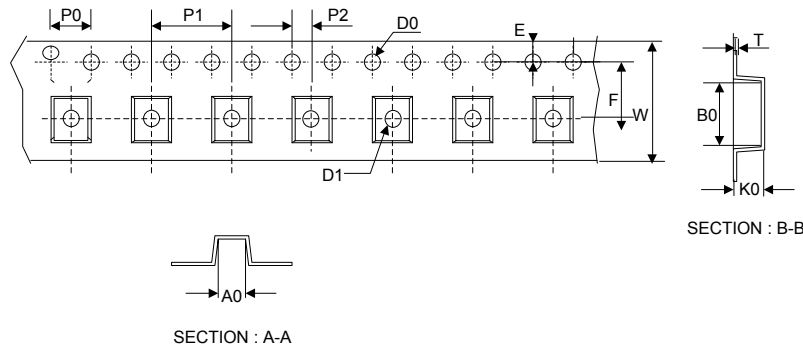 P0
P1
P2
D0
E
T
F
W
B0
D1
K0
SECTION : B-B
A0
SECTION : A-A